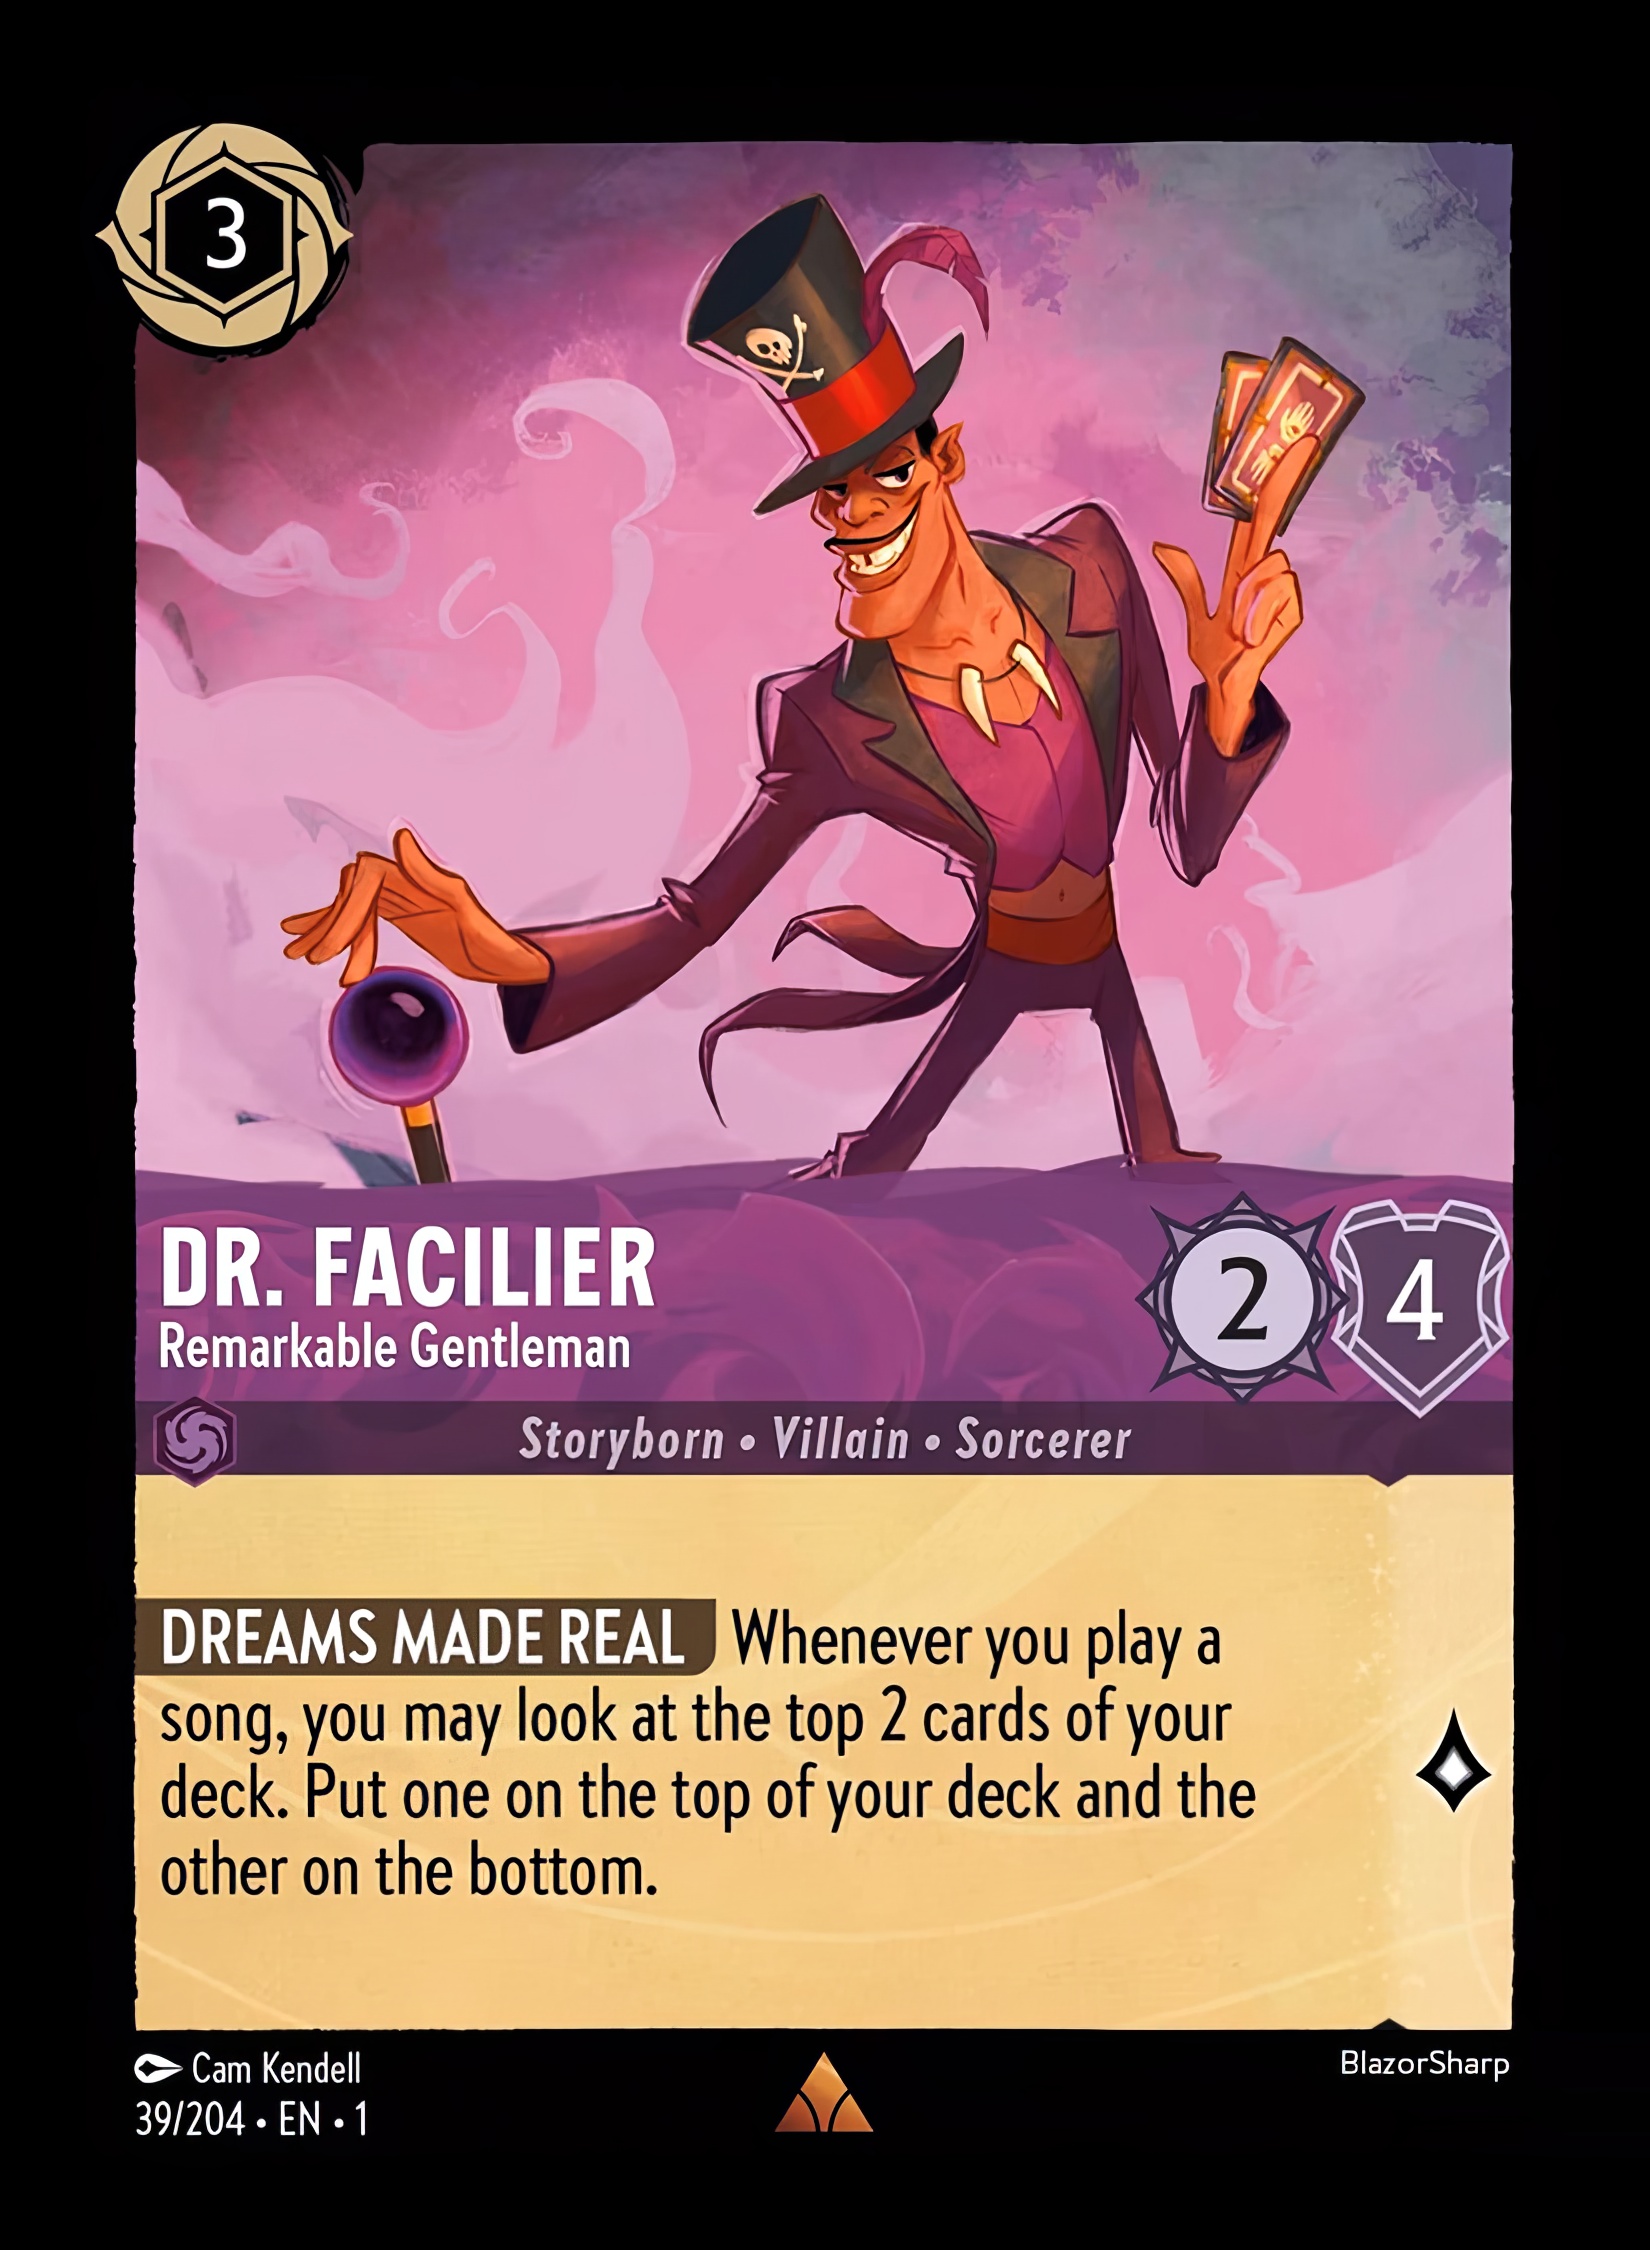 3
DR. FACILIER
Remarkable Gentleman
2 4
Storyborn • Villain • Sorcerer
DREAMS MADE REAL Whenever you play a
song, you may look at the top 2 cards of your
deck. Put one on the top of your deck and the
other on the bottom.
Cam Kendell
BlazorSharp
39/204 • EN • 1